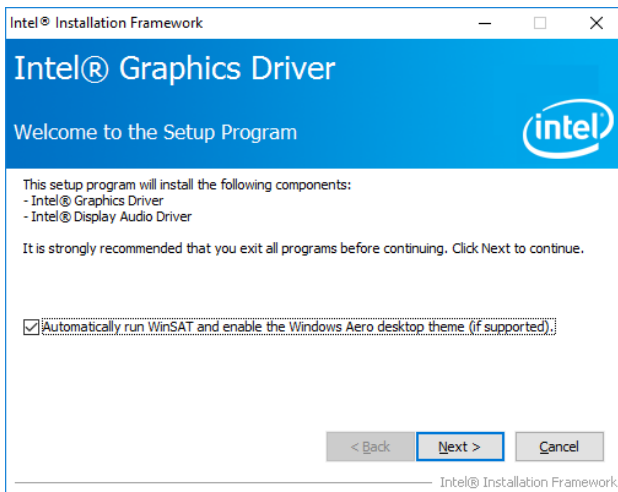 Intel® Installation Framework
Intel® Graphics Driver
Welcome to the Setup Program
intel
This setup program will install the following components:
- Intel® Graphics Driver
- Intel® Display Audio Driver
It is strongly recommended that you exit all programs before continuing. Click Next to continue.
Automatically run WinSAT and enable the Windows Aero desktop theme (if supported).
< Back Next > Cancel
Intel® Installation Framework